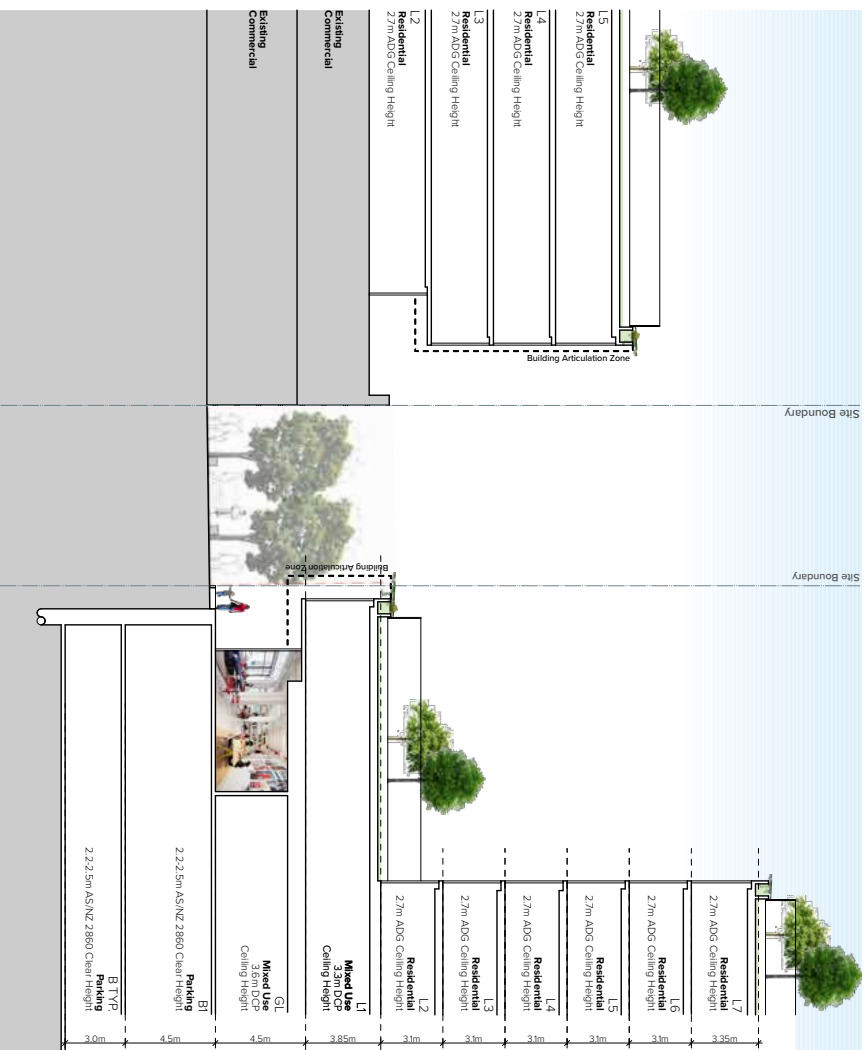 L5
Residential
2.7m ADG Ceiling Height
L4
Residential
2.7m ADG Ceiling Height
L3
Residential
2.7m ADG Ceiling Height
L2
Residential
2.7m ADG Ceiling Height
Existing
Commercial
Existing
Commercial
Building Articulation Zone
Site Boundary
Site Boundary
Building Articulation Zone
L7
Residential
2.7m ADG Ceiling Height
3.35m
L6
Residential
2.7m ADG Ceiling Height
3.1m
L5
Residential
2.7m ADG Ceiling Height
3.1m
L4
Residential
2.7m ADG Ceiling Height
3.1m
L3
Residential
2.7m ADG Ceiling Height
3.1m
L2
Residential
2.7m ADG Ceiling Height
3.1m
L1
Mixed Use
3.3m DCP
Ceiling Height
3.85m
GL
Mixed Use
3.6m DCP
Ceiling Height
4.5m
B1
Parking
2.2-2.5m AS/NZ 2860 Clear Height
4.5m
B TYP.
Parking
2.2-2.5m AS/NZ 2860 Clear Height
3.0m